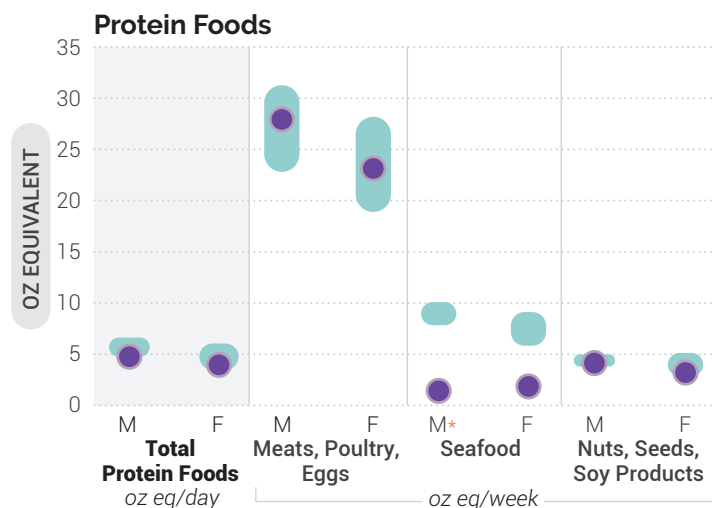 Protein Foods
OZ EQUIVALENT
35
30
25
20
15
10
5
0
M F M F M* F M F
Total Protein Foods
oz eq/day
Meats, Poultry, Eggs
Seafood
Nuts, Seeds, Soy Products
oz eq/week